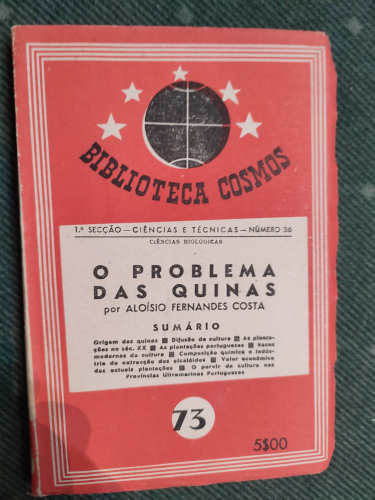 BIBLIOTECA COSMOS
1.ª SECÇÃO — CIÊNCIAS E TÉCNICAS — NÚMERO 36
CIÊNCIAS BIOLÓGICAS
O PROBLEMA
DAS QUINAS
por ALOÍSIO FERNANDES COSTA
SUMÁRIO
Origem das quinas ■ Difusão da cultura ■ As planta-
ções no séc. XX ■ As plantações portuguesas ■ Bases
modernas da cultura ■ Composição química e indús-
tria de extracção dos alcalóides ■ Valor económico
das actuais plantações ■ O porvir da cultura nas
Províncias Ultramarinas Portuguesas
73
5$00